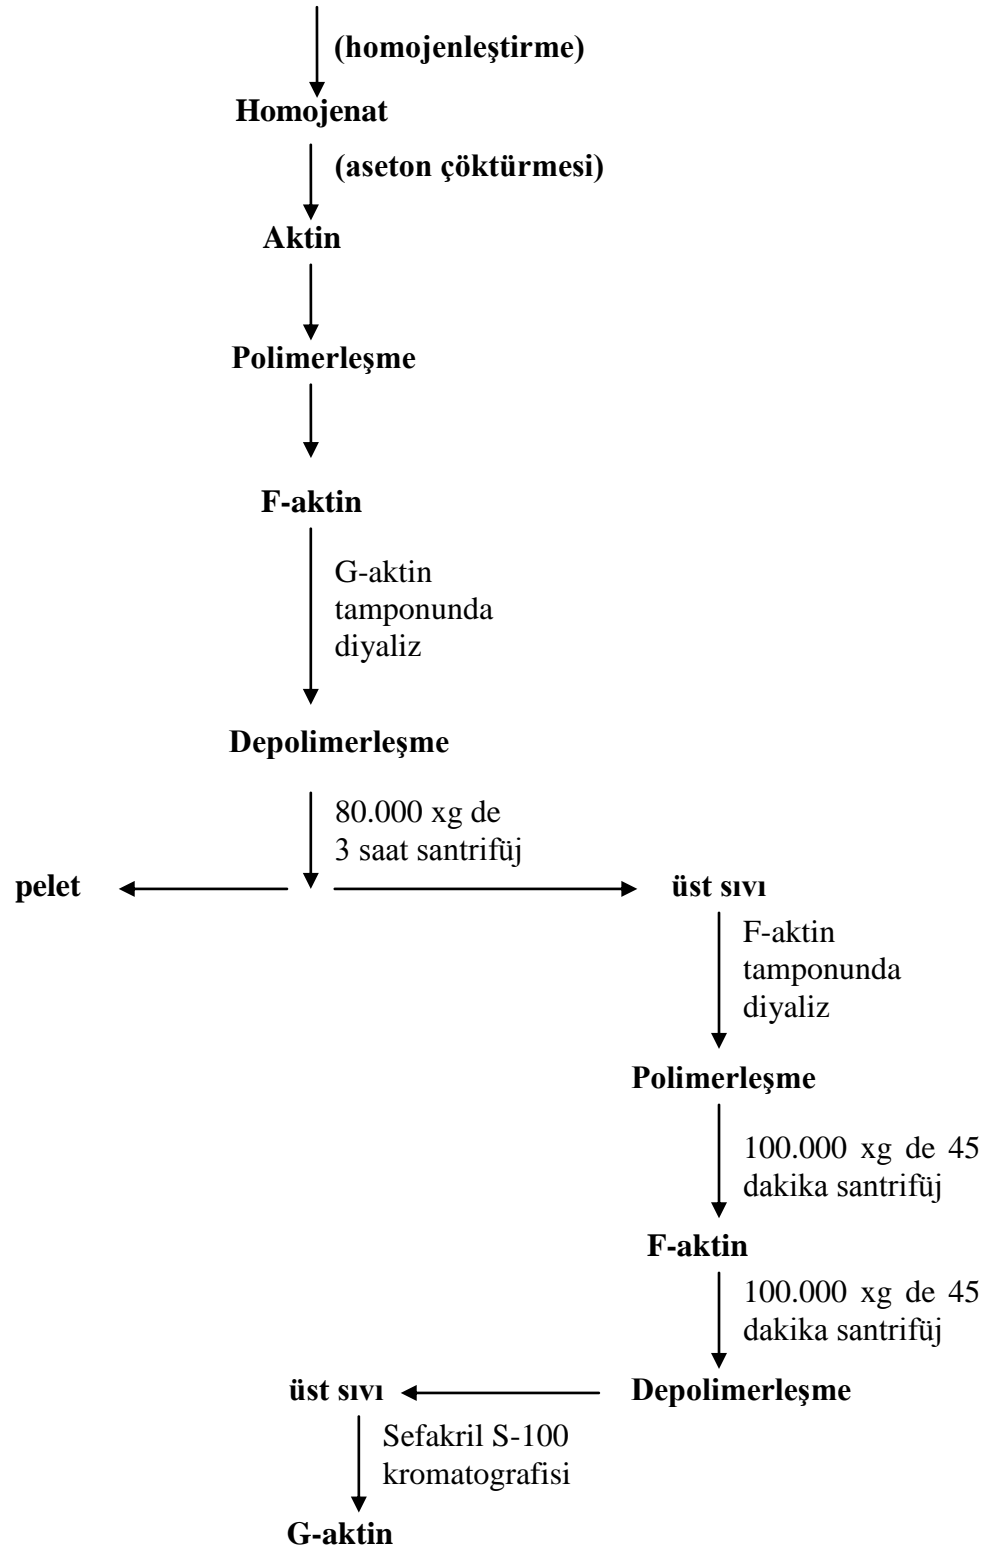 (homojenleştirme)
Homojenat
(aseton çöktürmesi)
Aktin
Polimerleşme
F-aktin
G-aktin
tamponunda
diyaliz
Depolimerleşme
80.000 xg de
3 saat santrifüj
pelet
üst sıvı
F-aktin
tamponunda
diyaliz
Polimerleşme
100.000 xg de 45
dakika santrifüj
F-aktin
100.000 xg de 45
dakika santrifüj
üst sıvı
Depolimerleşme
Sefakril S-100
kromatografisi
G-aktin